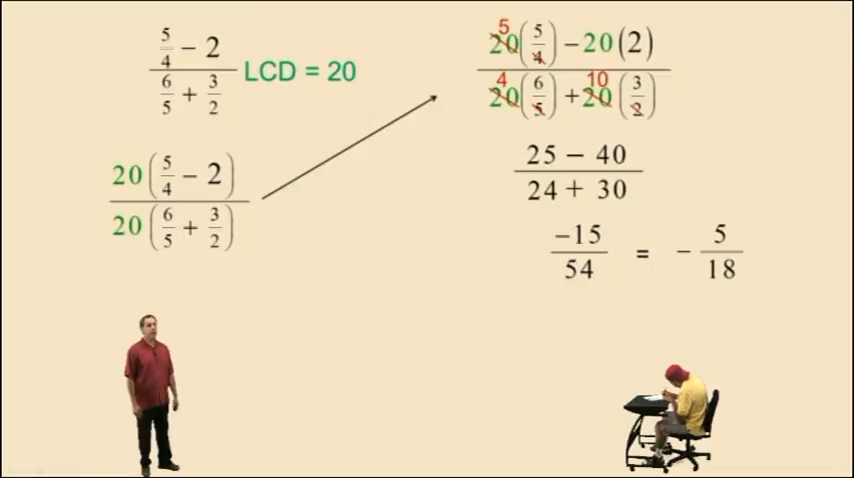 5/4 − 2
6/5 + 3/2
LCD = 20
20(5/4 − 2)
20(6/5 + 3/2)
5
20(5/4) − 20(2)
4 10
20(6/5) + 20(3/2)
25 − 40
24 + 30
−15/54 = − 5/18